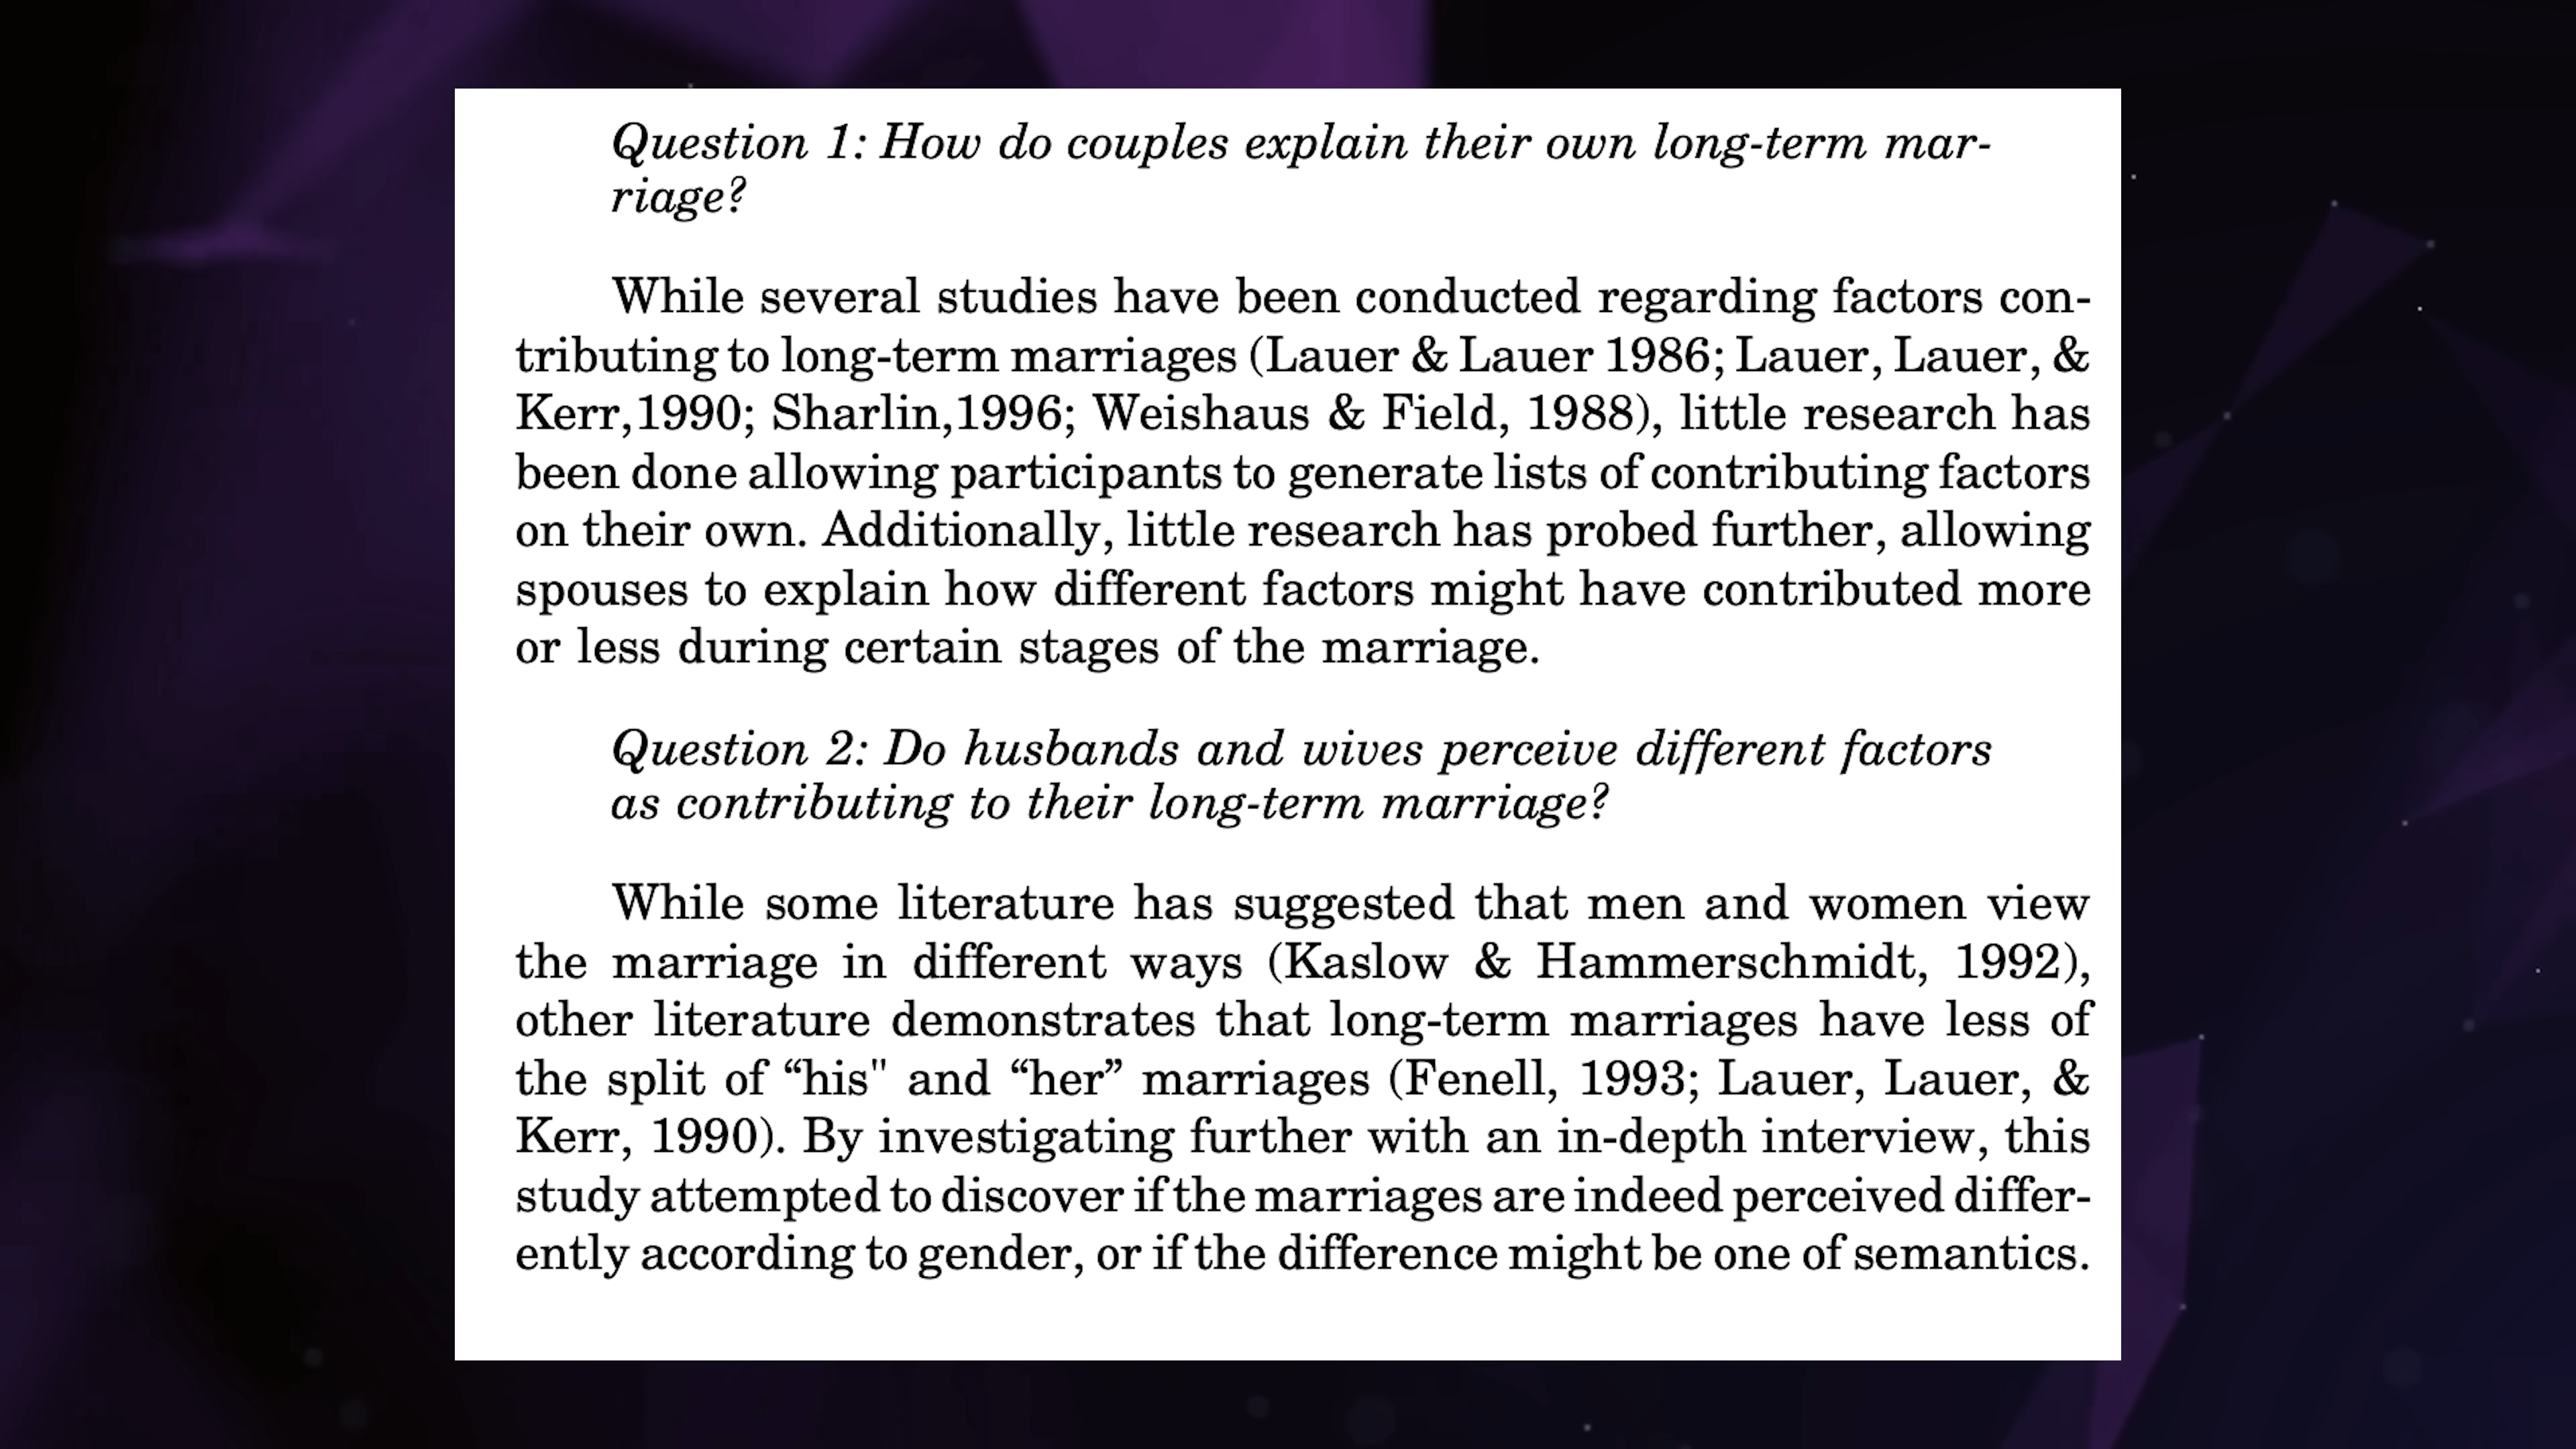 Question 1: How do couples explain their own long-term mar-
riage?
While several studies have been conducted regarding factors con-
tributing to long-term marriages (Lauer & Lauer 1986; Lauer, Lauer, &
Kerr,1990; Sharlin,1996; Weishaus & Field, 1988), little research has
been done allowing participants to generate lists of contributing factors
on their own. Additionally, little research has probed further, allowing
spouses to explain how different factors might have contributed more
or less during certain stages of the marriage.
Question 2: Do husbands and wives perceive different factors
as contributing to their long-term marriage?
While some literature has suggested that men and women view
the marriage in different ways (Kaslow & Hammerschmidt, 1992),
other literature demonstrates that long-term marriages have less of
the split of “his" and “her” marriages (Fenell, 1993; Lauer, Lauer, &
Kerr, 1990). By investigating further with an in-depth interview, this
study attempted to discover if the marriages are indeed perceived differ-
ently according to gender, or if the difference might be one of semantics.